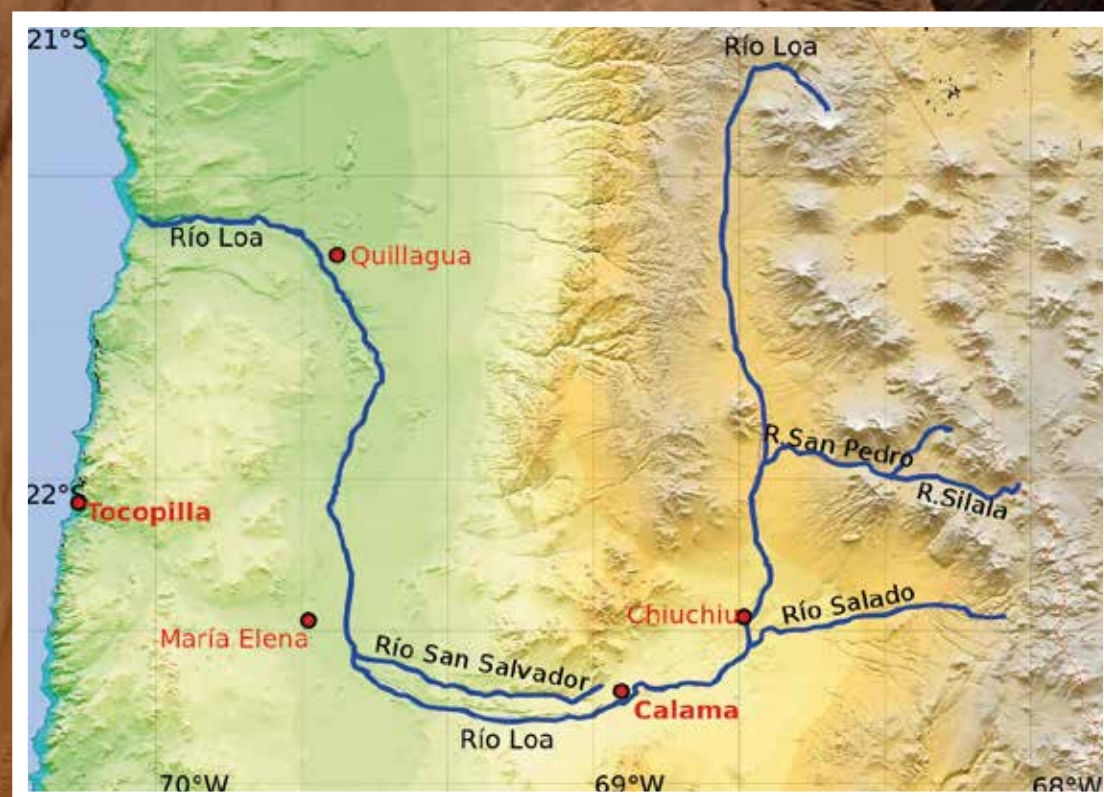 21°S
Río Loa
Río Loa
Quillagua
R.San Pedro
R.Silala
22°S
Tocopilla
Chiuchiu
Río Salado
María Elena
Río San Salvador
Calama
Río Loa
70°W
69°W
68°W